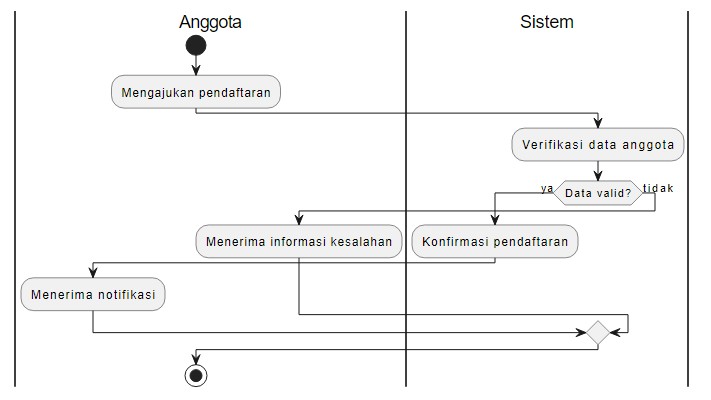 Anggota
Sistem
Mengajukan pendaftaran
Verifikasi data anggota
ya
Data valid?
tidak
Menerima informasi kesalahan
Konfirmasi pendaftaran
Menerima notifikasi